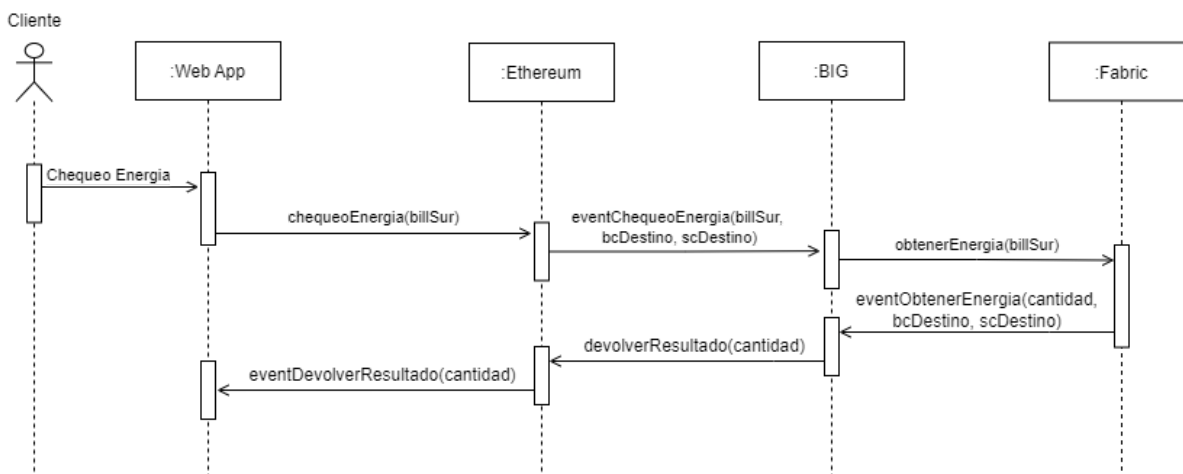 Cliente
:Web App
:Ethereum
:BIG
:Fabric
Chequeo Energia
chequeoEnergia(billSur)
eventChequeoEnergia(billSur,
bcDestino, scDestino)
obtenerEnergia(billSur)
eventObtenerEnergia(cantidad,
bcDestino, scDestino)
devolverResultado(cantidad)
eventDevolverResultado(cantidad)